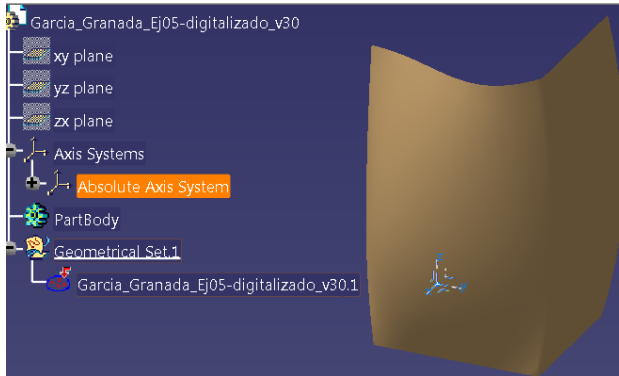 Garcia_Granada_Ej05-digitalizado_v30
xy plane
yz plane
zx plane
Axis Systems
Absolute Axis System
PartBody
Geometrical Set.1
Garcia_Granada_Ej05-digitalizado_v30.1